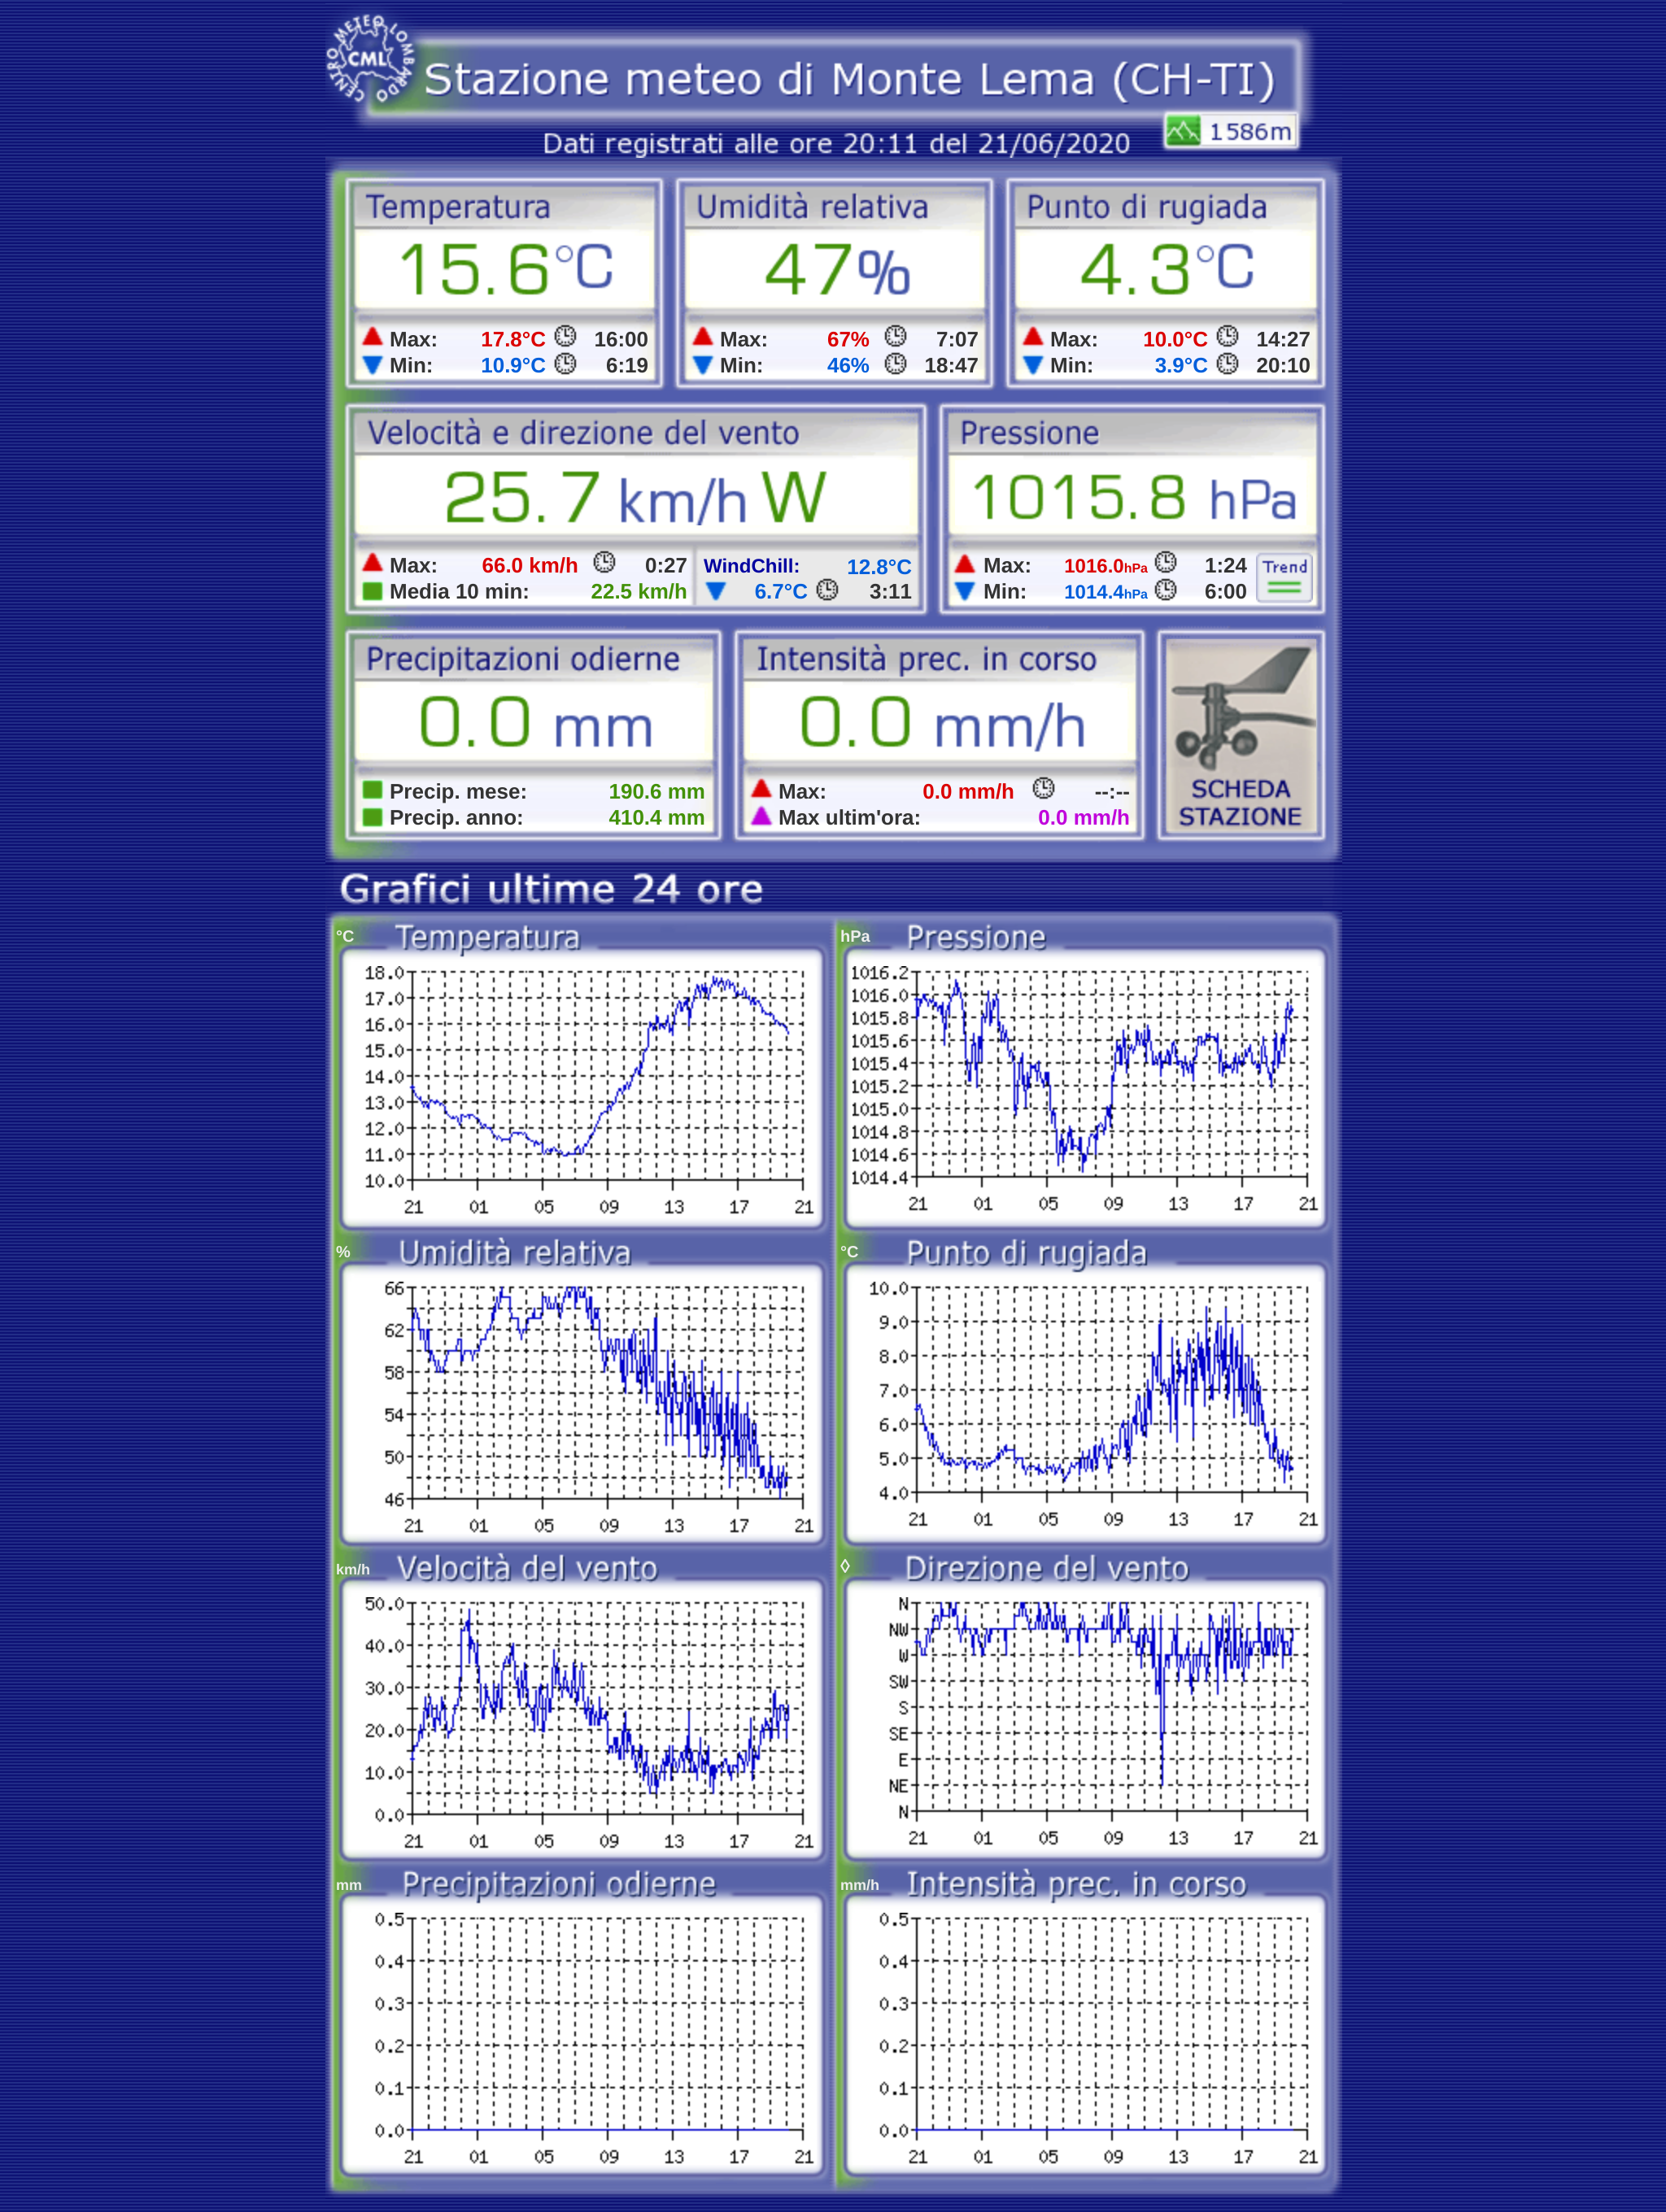 CENTRO METEO LOMBARDO
CML
Stazione meteo di Monte Lema (CH-TI)
Dati registrati alle ore 20:11 del 21/06/2020
1586m
Temperatura Umidità relativa Punto di rugiada
15.6°C 47% 4.3°C
Max: 17.8°C 16:00 Max: 67% 7:07 Max: 10.0°C 14:27
Min: 10.9°C 6:19 Min: 46% 18:47 Min: 3.9°C 20:10
Velocità e direzione del vento Pressione
25.7 km/h W 1015.8 hPa
Max: 66.0 km/h 0:27 WindChill: 12.8°C Max: 1016.0hPa 1:24 Trend
Media 10 min: 22.5 km/h 6.7°C 3:11 Min: 1014.4hPa 6:00
Precipitazioni odierne Intensità prec. in corso
0.0 mm 0.0 mm/h
Precip. mese: 190.6 mm Max: 0.0 mm/h --:-- SCHEDA
Precip. anno: 410.4 mm Max ultim'ora: 0.0 mm/h STAZIONE
Grafici ultime 24 ore
°C Temperatura
18.0
17.0
16.0
15.0
14.0
13.0
12.0
11.0
10.0
21 01 05 09 13 17 21
hPa Pressione
1016.2
1016.0
1015.8
1015.6
1015.4
1015.2
1015.0
1014.8
1014.6
1014.4
21 01 05 09 13 17 21
% Umidità relativa
66
62
58
54
50
46
21 01 05 09 13 17 21
°C Punto di rugiada
10.0
9.0
8.0
7.0
6.0
5.0
4.0
21 01 05 09 13 17 21
km/h Velocità del vento
50.0
40.0
30.0
20.0
10.0
0.0
21 01 05 09 13 17 21
◊ Direzione del vento
N
NW
W
SW
S
SE
E
NE
N
21 01 05 09 13 17 21
mm Precipitazioni odierne
0.5
0.4
0.3
0.2
0.1
0.0
21 01 05 09 13 17 21
mm/h Intensità prec. in corso
0.5
0.4
0.3
0.2
0.1
0.0
21 01 05 09 13 17 21